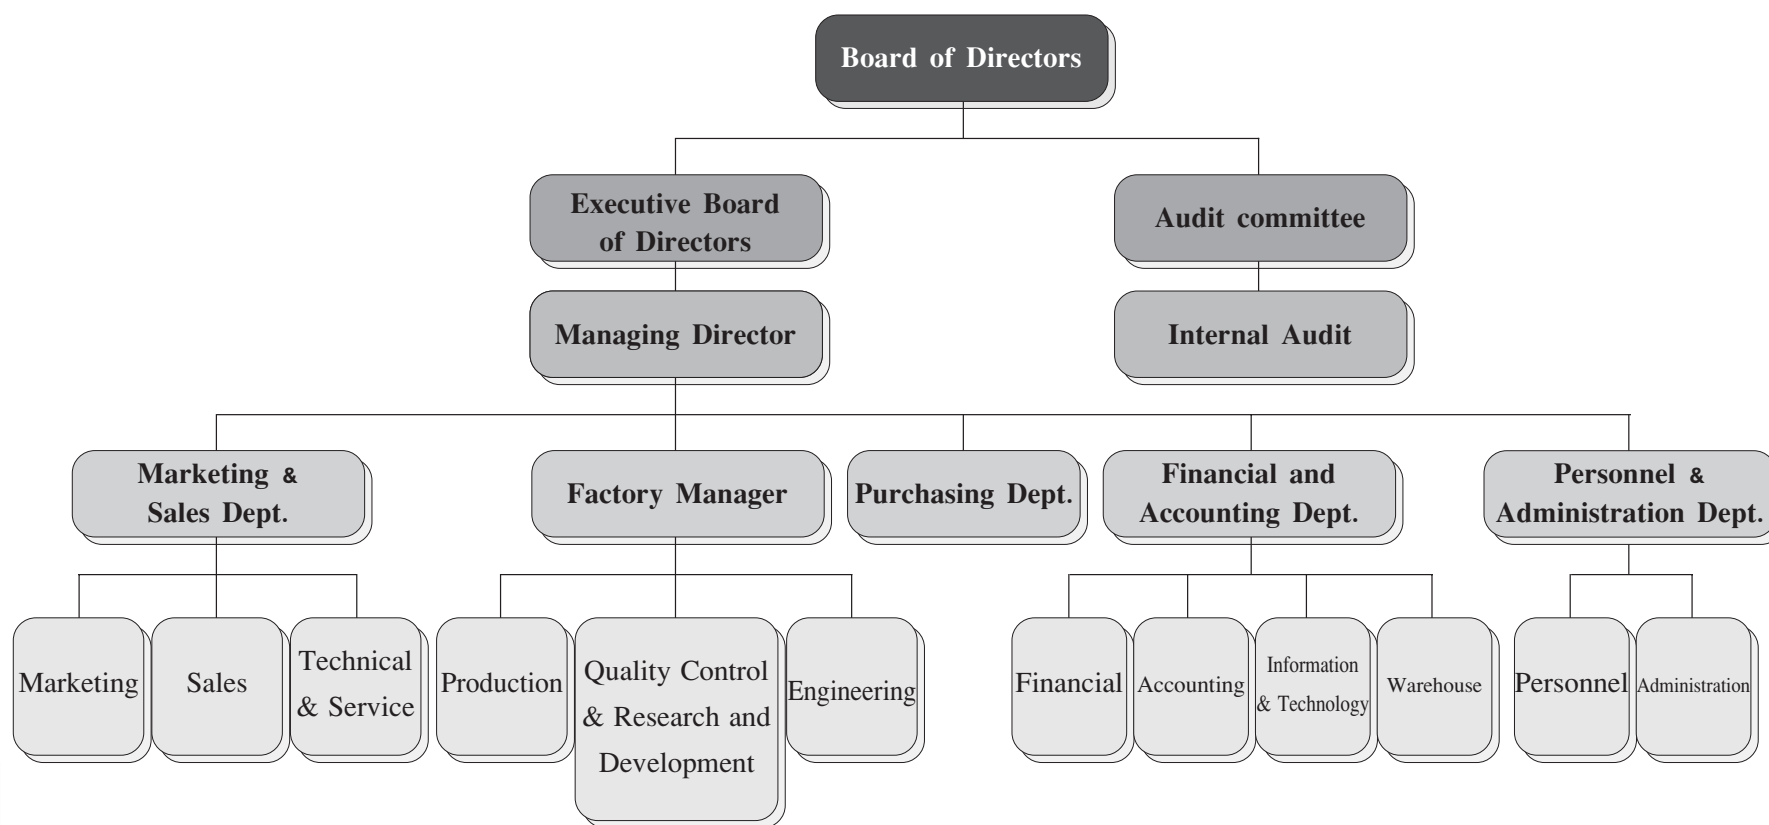 Board of Directors
Executive Board
of Directors
Audit committee
Managing Director
Internal Audit
Marketing &
Sales Dept.
Factory Manager
Purchasing Dept.
Financial and
Accounting Dept.
Personnel &
Administration Dept.
Marketing
Sales
Technical
& Service
Production
Quality Control
& Research and
Development
Engineering
Financial
Accounting
Information
& Technology
Warehouse
Personnel
Administration